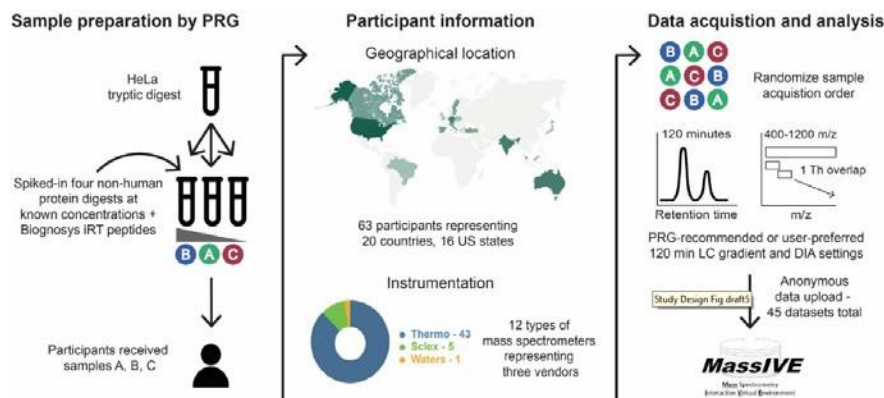 Sample preparation by PRG
HeLa
tryptic digest
Spiked-in four non-human
protein digests at
known concentrations +
Biognosys iRT peptides
B A C
Participants received
samples A, B, C
Participant information
Geographical location
63 participants representing
20 countries, 16 US states
Instrumentation
Thermo - 43
Sciex - 5
Waters - 1
12 types of
mass spectrometers
representing
three vendors
Data acquistion and analysis
B A C
A C B
C B A
Randomize sample
acquistion order
120 minutes
Retention time
400-1200 m/z
1 Th overlap
m/z
PRG-recommended or user-preferred
120 min LC gradient and DIA settings
Study Design Fig draft5
Anonymous
data upload -
45 datasets total
MassIVE
Mass Spectrometry
Interactive Virtual Environment